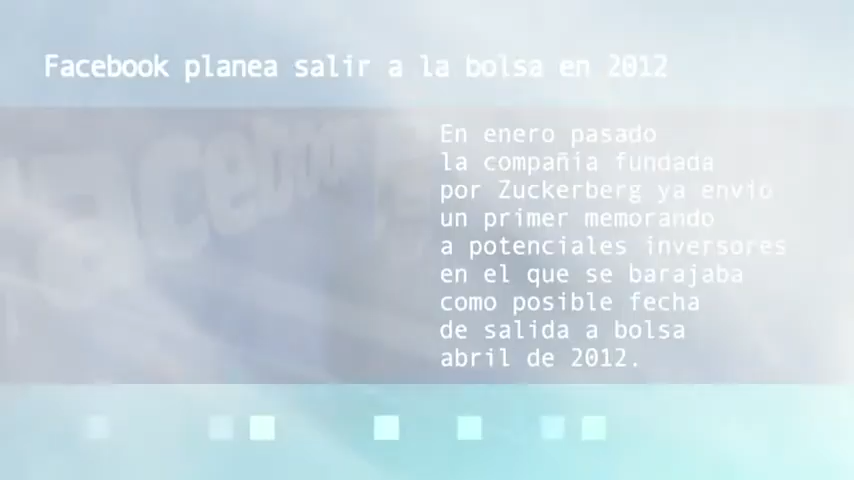 Facebook planea salir a la bolsa en 2012
facebook
En enero pasado
la compañía fundada
por Zuckerberg ya envió
un primer memorando
a potenciales inversores
en el que se barajaba
como posible fecha
de salida a bolsa
abril de 2012.